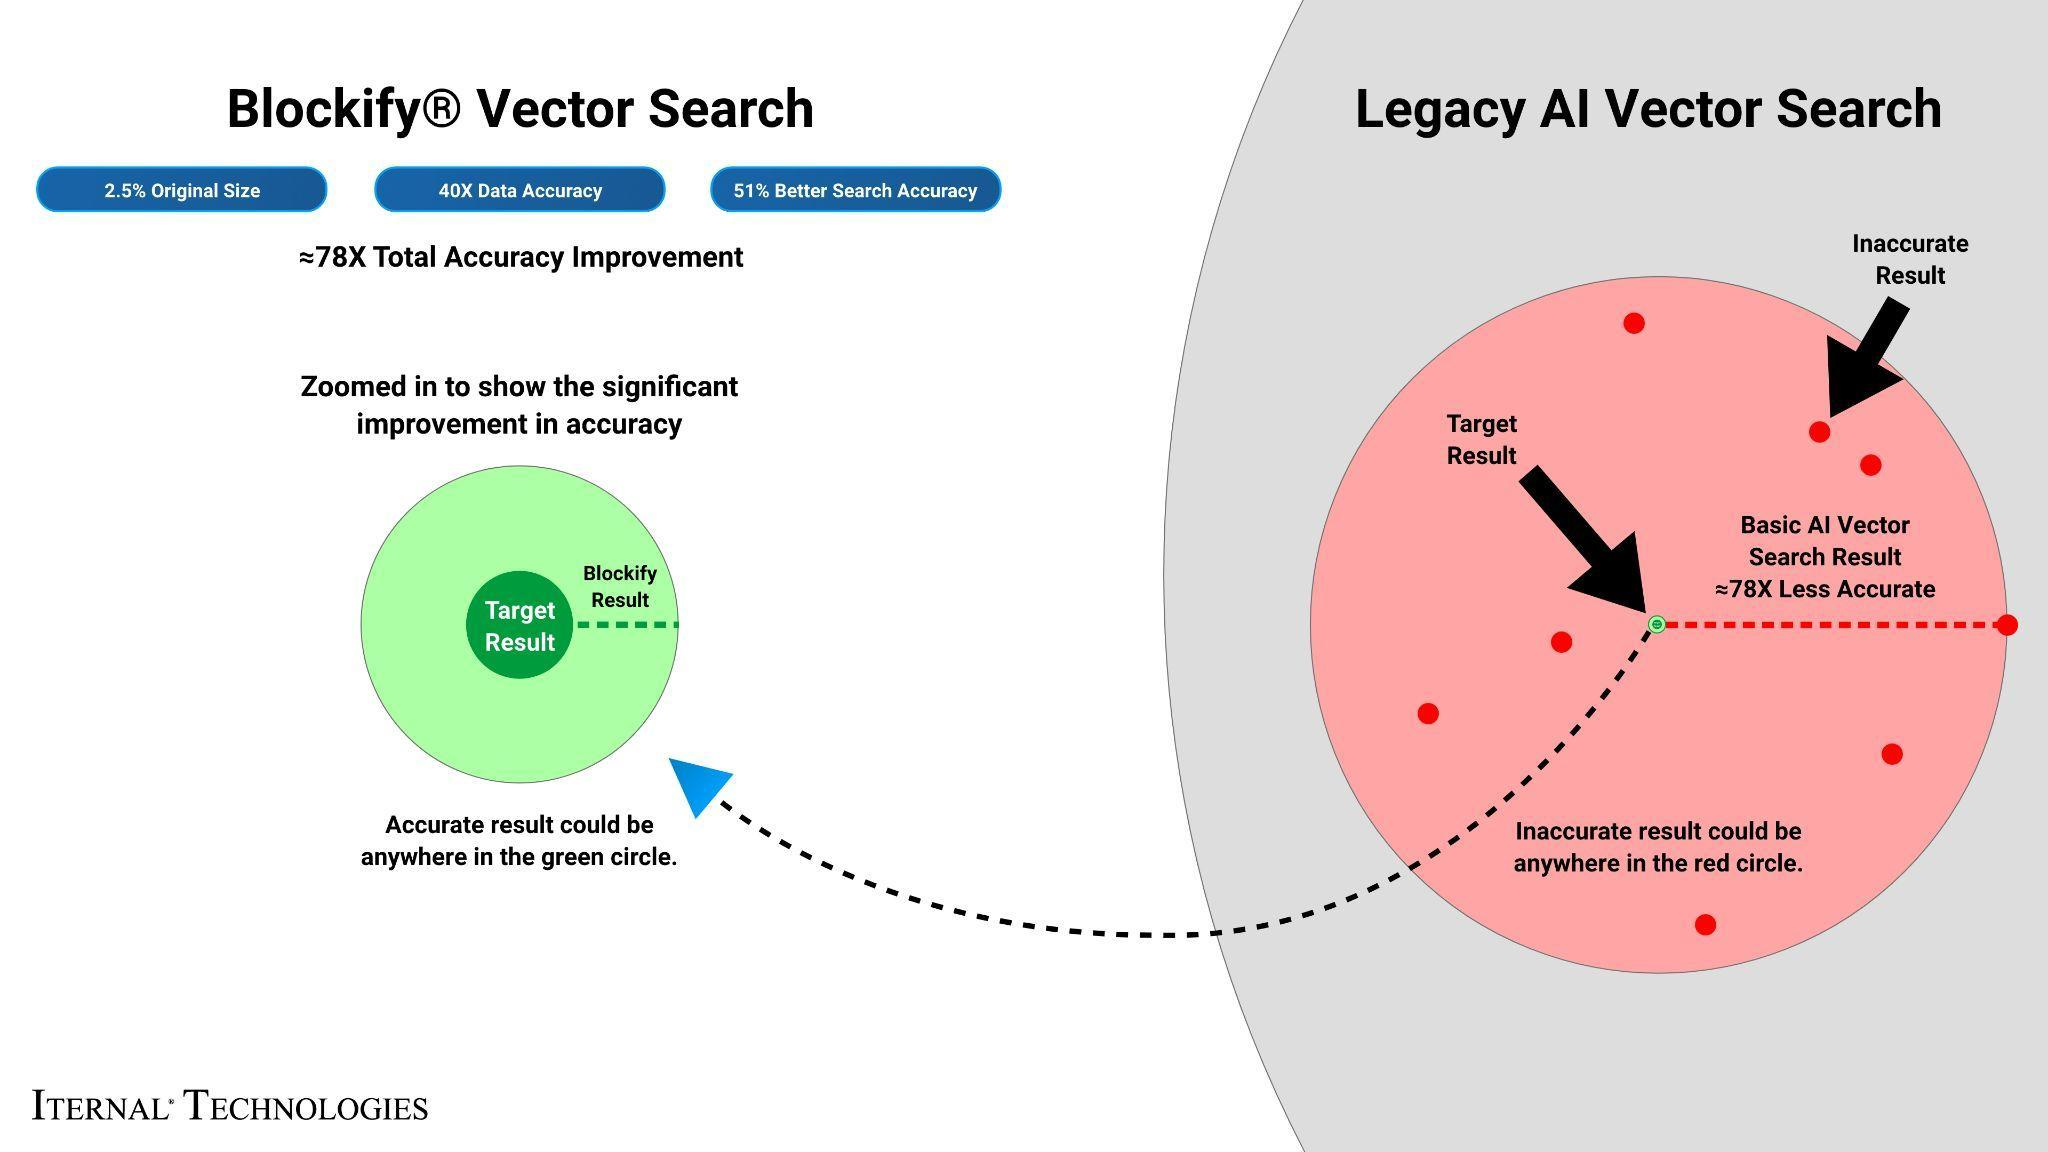 Blockify® Vector Search
2.5% Original Size
40X Data Accuracy
51% Better Search Accuracy
≈78X Total Accuracy Improvement
Zoomed in to show the significant
improvement in accuracy
Target
Result
Blockify
Result
Accurate result could be
anywhere in the green circle.
Legacy AI Vector Search
Inaccurate
Result
Target
Result
Basic AI Vector
Search Result
≈78X Less Accurate
Inaccurate result could be
anywhere in the red circle.
ITERNAL® TECHNOLOGIES